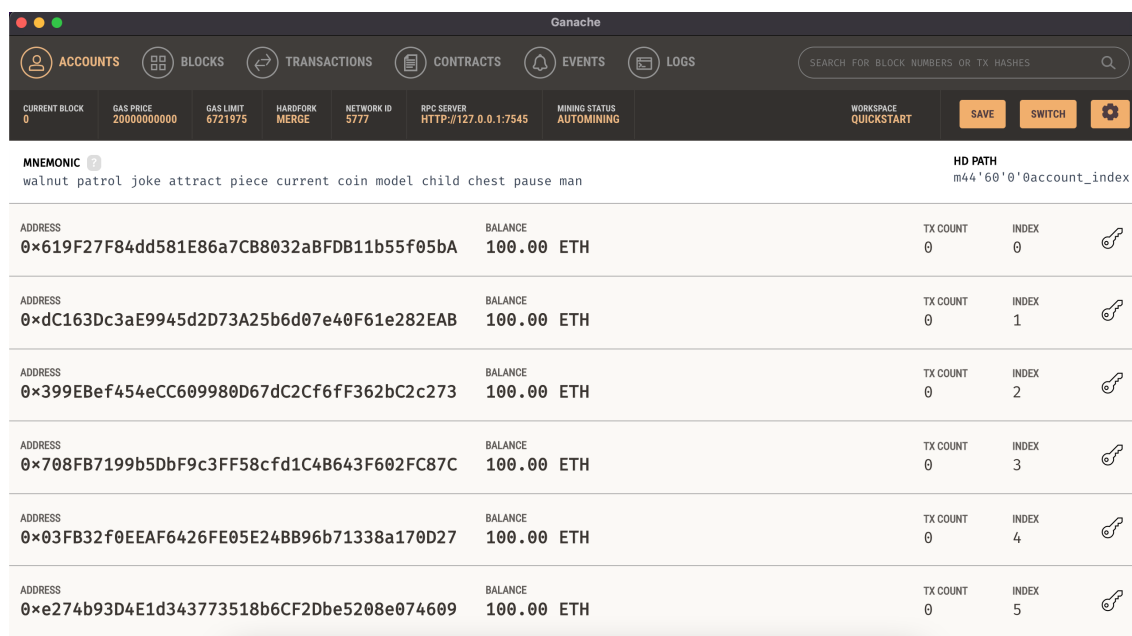 Ganache
ACCOUNTS BLOCKS TRANSACTIONS CONTRACTS EVENTS LOGS SEARCH FOR BLOCK NUMBERS OR TX HASHES
CURRENT BLOCK GAS PRICE GAS LIMIT HARDFORK NETWORK ID RPC SERVER MINING STATUS WORKSPACE
0 20000000000 6721975 MERGE 5777 HTTP://127.0.0.1:7545 AUTOMINING QUICKSTART SAVE SWITCH
MNEMONIC ? HD PATH
walnut patrol joke attract piece current coin model child chest pause man m44'60'0'0account_index
ADDRESS BALANCE TX COUNT INDEX
0×619F27F84dd581E86a7CB8032aBFDB11b55f05bA 100.00 ETH 0 0
ADDRESS BALANCE TX COUNT INDEX
0×dC163Dc3aE9945d2D73A25b6d07e40F61e282EAB 100.00 ETH 0 1
ADDRESS BALANCE TX COUNT INDEX
0×399EBef454eCC609980D67dC2Cf6fF362bC2c273 100.00 ETH 0 2
ADDRESS BALANCE TX COUNT INDEX
0×708FB7199b5DbF9c3FF58cfd1C4B643F602FC87C 100.00 ETH 0 3
ADDRESS BALANCE TX COUNT INDEX
0×03FB32f0EEAF6426FE05E24BB96b71338a170D27 100.00 ETH 0 4
ADDRESS BALANCE TX COUNT INDEX
0×e274b93D4E1d343773518b6CF2Dbe5208e074609 100.00 ETH 0 5